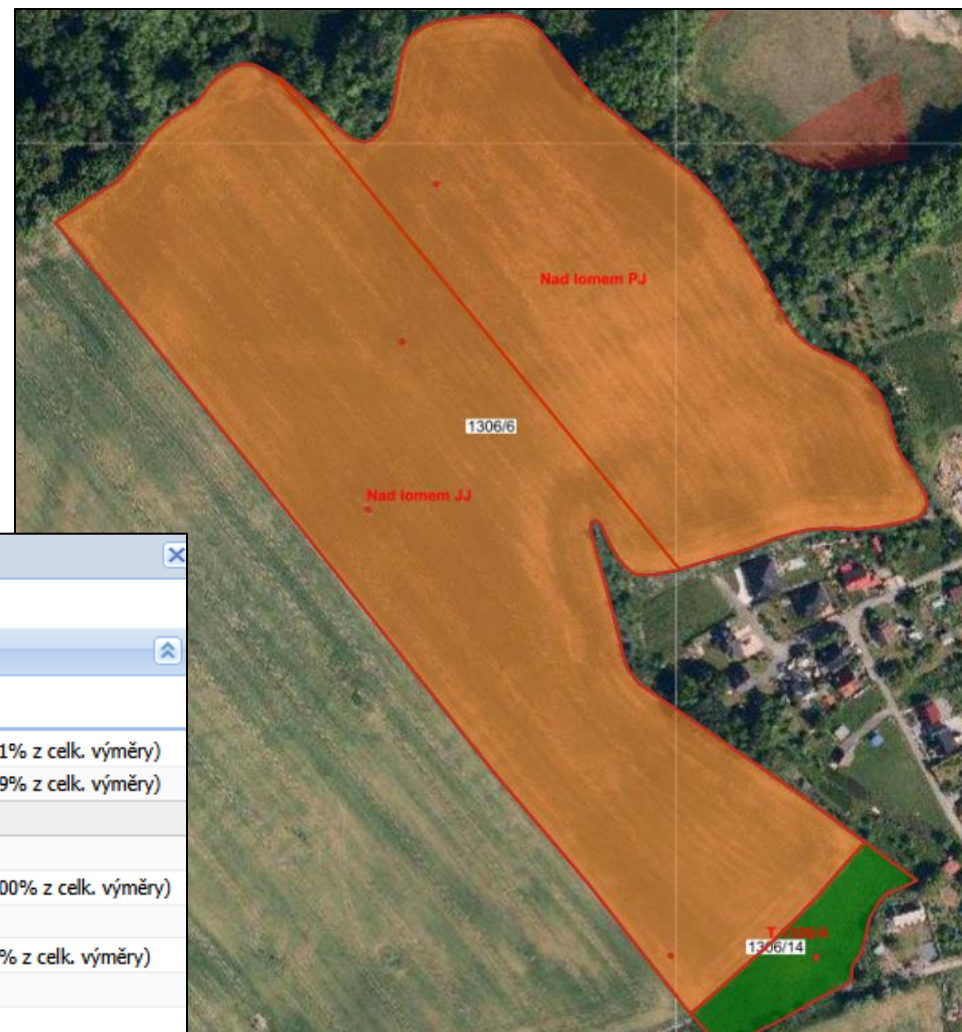 Nad lomem PJ
1306/6
Nad lomem JJ
1% z celk. výměry)
9% z celk. výměry)
00% z celk. výměry)
% z celk. výměry)
1306/14